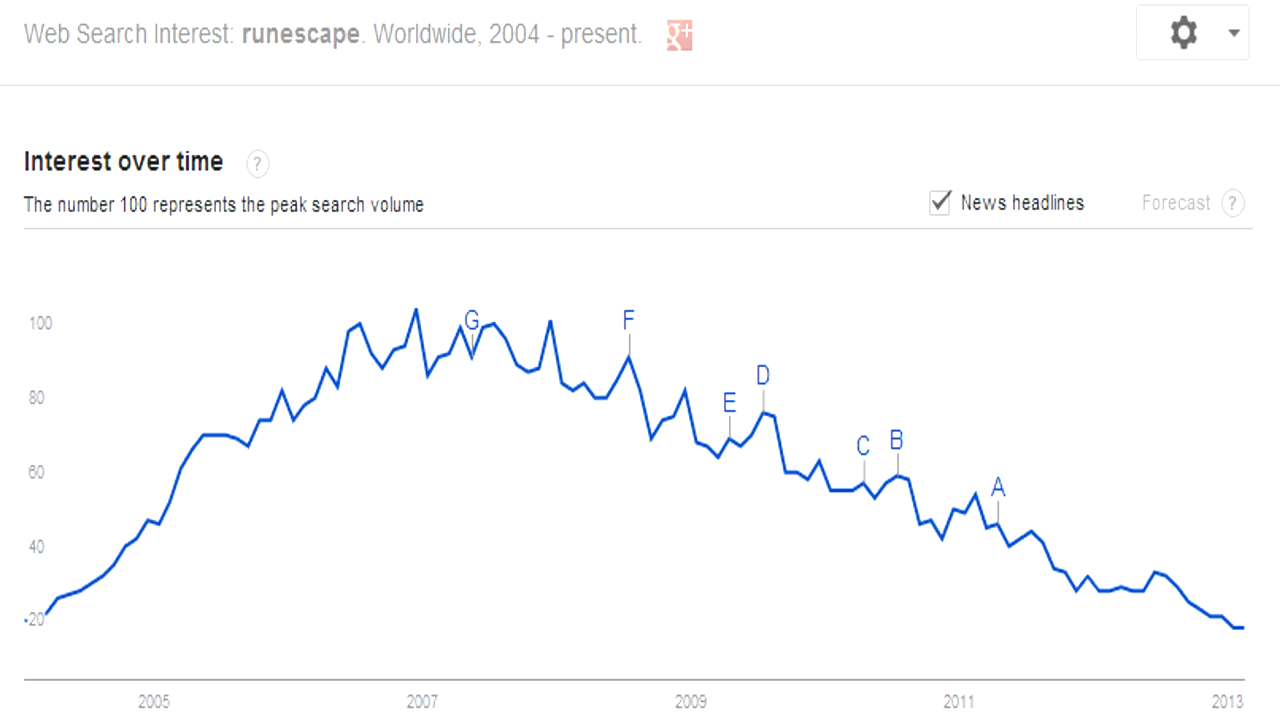 Web Search Interest: runescape. Worldwide, 2004 - present. g+
Interest over time ?
The number 100 represents the peak search volume
News headlines
Forecast ?
100
80
60
40
-20
G
F
E
D
C
B
A
2005 2007 2009 2011 2013